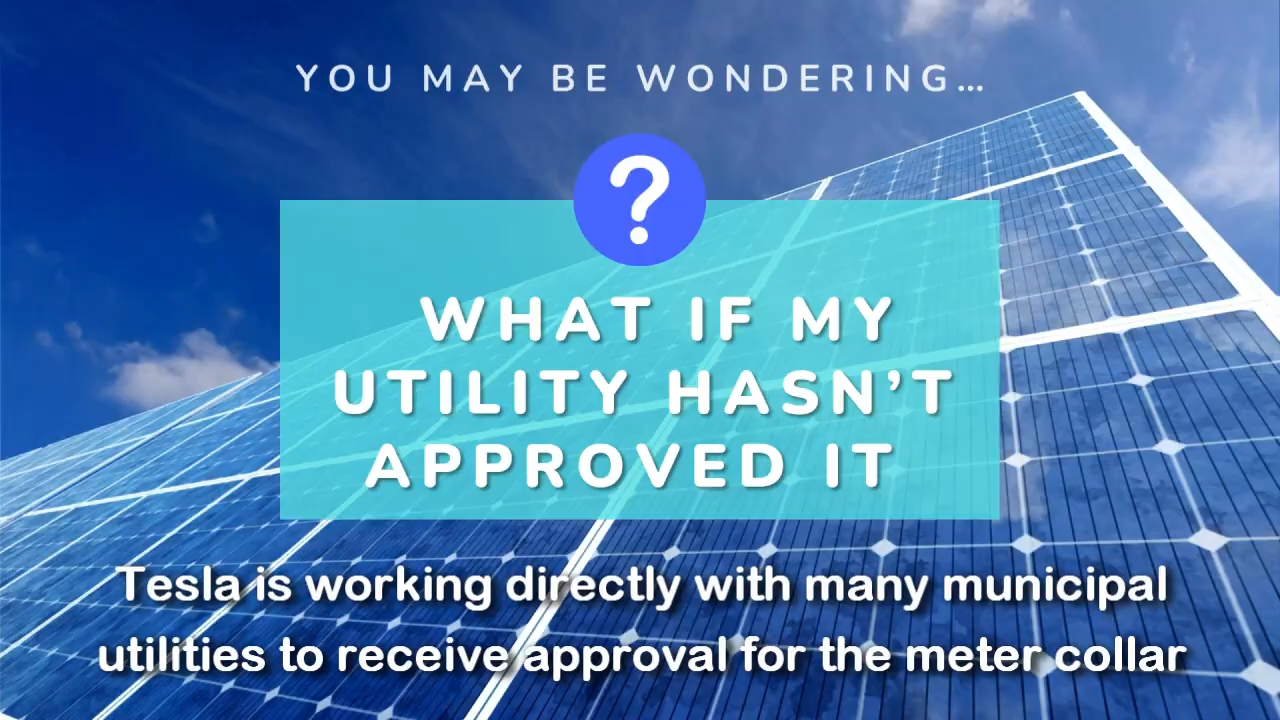 YOU MAY BE WONDERING…
?
WHAT IF MY
UTILITY HASN’T
APPROVED IT
Tesla is working directly with many municipal
utilities to receive approval for the meter collar